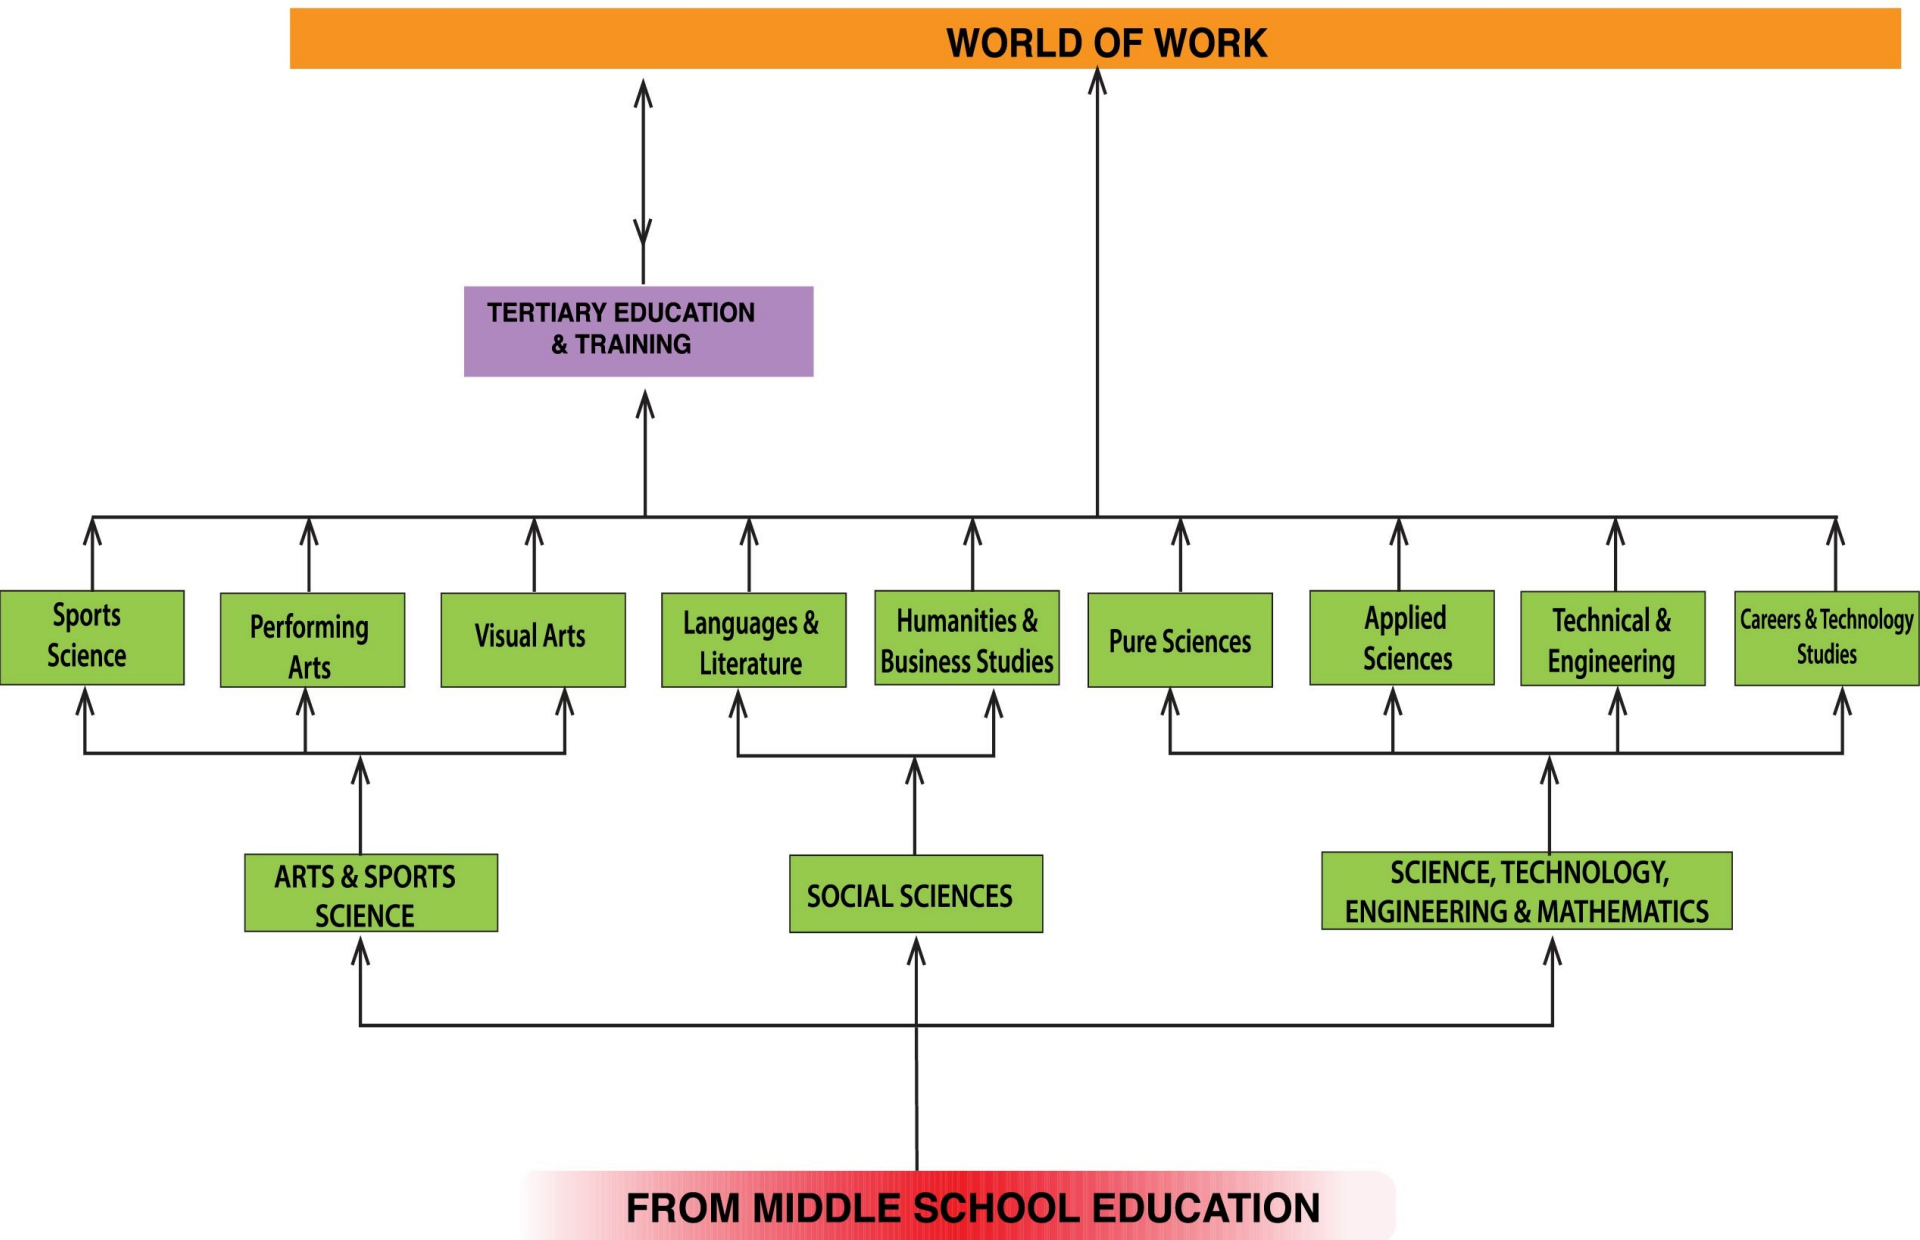 WORLD OF WORK
TERTIARY EDUCATION
& TRAINING
Sports
Science
Performing
Arts
Visual Arts
Languages &
Literature
Humanities &
Business Studies
Pure Sciences
Applied
Sciences
Technical &
Engineering
Careers & Technology
Studies
ARTS & SPORTS
SCIENCE
SOCIAL SCIENCES
SCIENCE, TECHNOLOGY,
ENGINEERING & MATHEMATICS
FROM MIDDLE SCHOOL EDUCATION